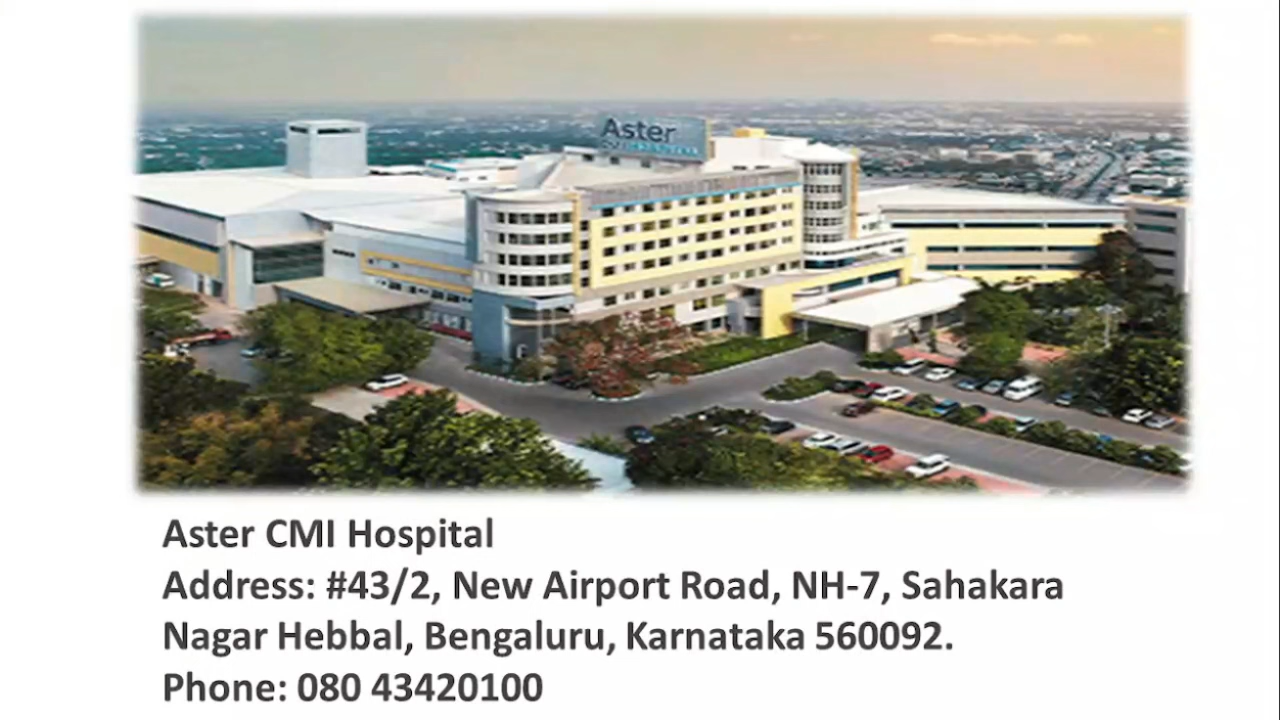 Aster
Aster CMI Hospital
Address: #43/2, New Airport Road, NH-7, Sahakara
Nagar Hebbal, Bengaluru, Karnataka 560092.
Phone: 080 43420100